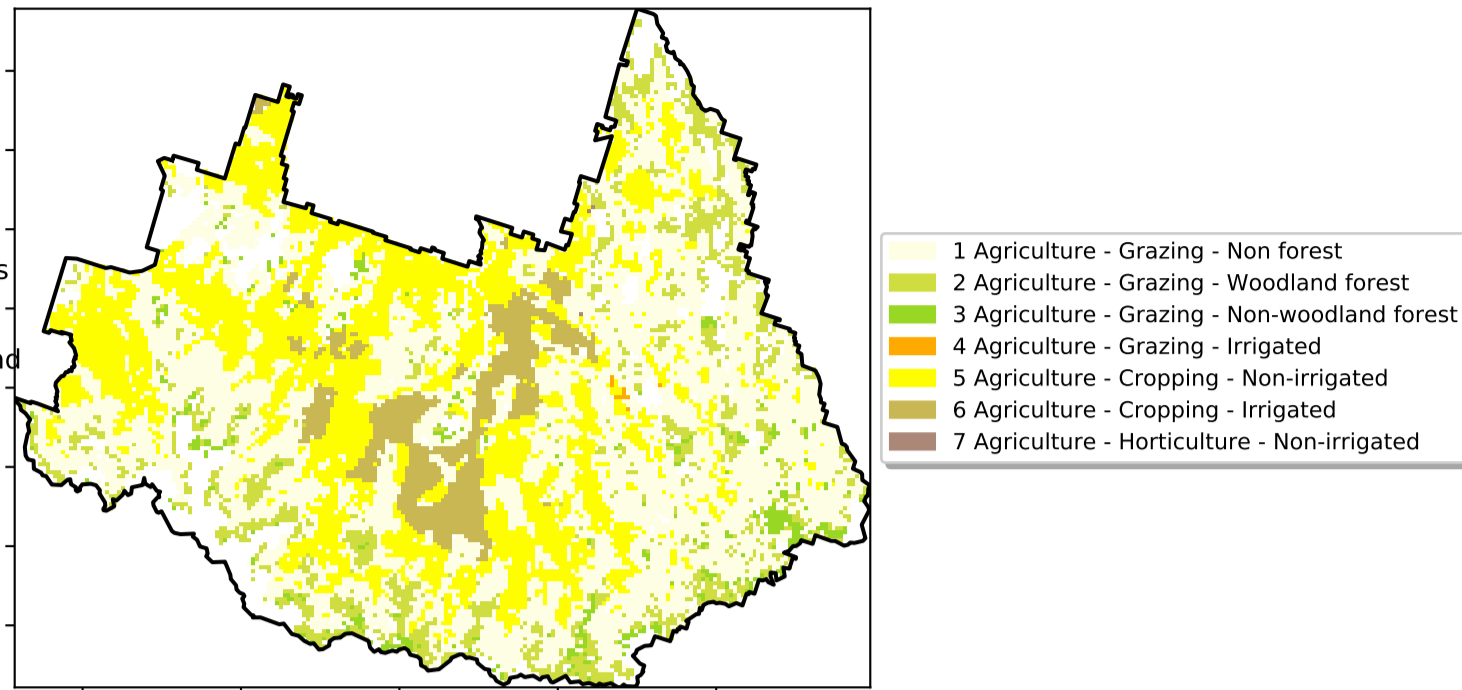 s
nd
1 Agriculture - Grazing - Non forest
2 Agriculture - Grazing - Woodland forest
3 Agriculture - Grazing - Non-woodland forest
4 Agriculture - Grazing - Irrigated
5 Agriculture - Cropping - Non-irrigated
6 Agriculture - Cropping - Irrigated
7 Agriculture - Horticulture - Non-irrigated